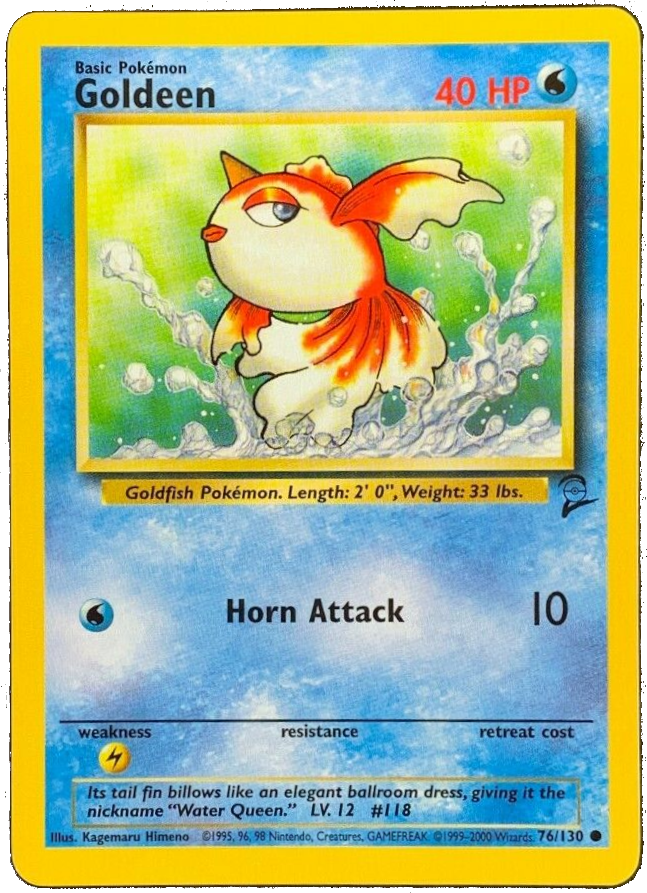 Basic Pokémon
Goldeen
40 HP
Goldfish Pokémon. Length: 2' 0", Weight: 33 lbs.
Horn Attack 10
weakness resistance retreat cost
Its tail fin billows like an elegant ballroom dress, giving it the
nickname “Water Queen.” LV. 12 #118
Illus. Kagemaru Himeno ©1995, 96, 98 Nintendo, Creatures, GAMEFREAK. ©1999–2000 Wizards. 76/130